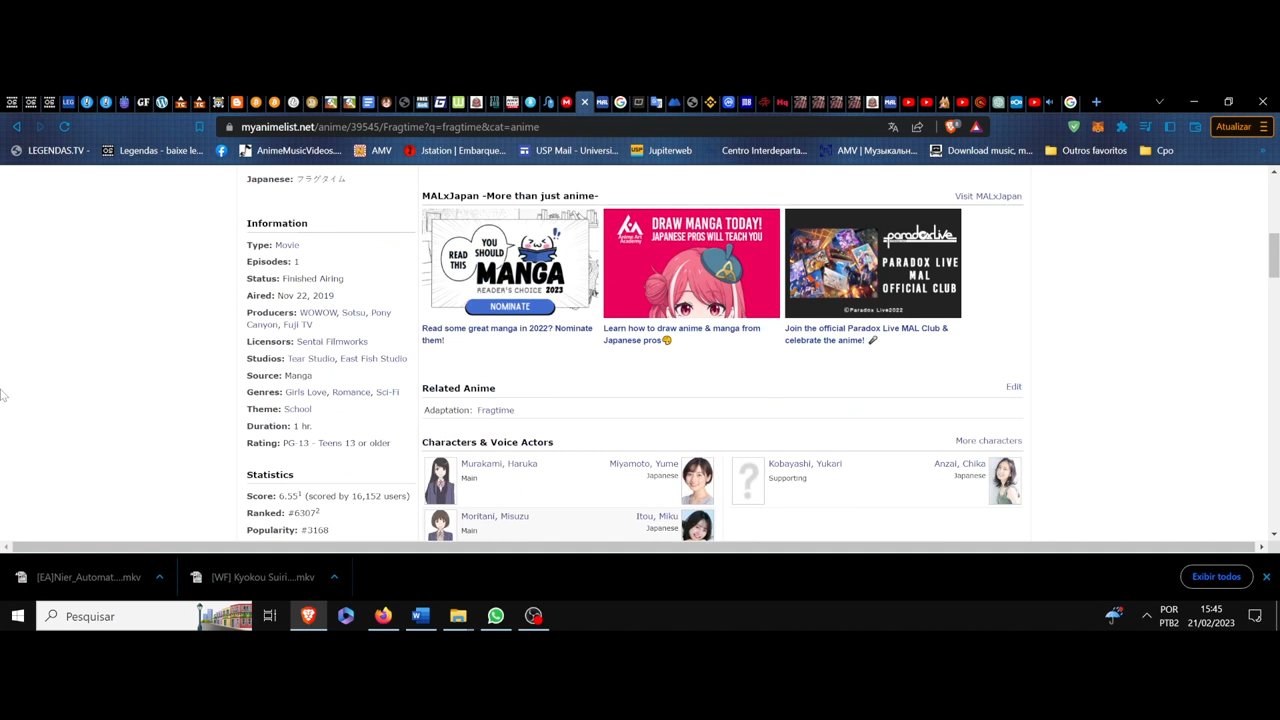 myanimelist.net/anime/39545/Fragtime?q=fragtime&cat=anime
Atualizar
LEGENDAS.TV -
Legendas - baixe le...
AnimeMusicVideos....
AMV
Jstation | Embarque...
USP Mail - Universi...
Jupiterweb
Centro Interdeparta...
AMV | Музыкальн...
Download music, m...
Outros favoritos
Cpo
Japanese: フラグタイム
Information
Type: Movie
Episodes: 1
Status: Finished Airing
Aired: Nov 22, 2019
Producers: WOWOW, Sotsu, Pony
Canyon, Fuji TV
Licensors: Sentai Filmworks
Studios: Tear Studio, East Fish Studio
Source: Manga
Genres: Girls Love, Romance, Sci-Fi
Theme: School
Duration: 1 hr.
Rating: PG-13 - Teens 13 or older
Statistics
Score: 6.55¹ (scored by 16,152 users)
Ranked: #6307²
Popularity: #3168
MALxJapan -More than just anime-
Visit MALxJapan
READ
THIS
YOU
SHOULD
MANGA
READER'S CHOICE 2023
NOMINATE
Read some great manga in 2022? Nominate
them!
Anime Art
Academy
DRAW MANGA TODAY!
JAPANESE PROS WILL TEACH YOU
Learn how to draw anime & manga from
Japanese pros
paradoxlive
PARADOX LIVE
MAL
OFFICIAL CLUB
©Paradox Live2022
Join the official Paradox Live MAL Club &
celebrate the anime!
Related Anime
Edit
Adaptation: Fragtime
Characters & Voice Actors
More characters
Murakami, Haruka
Main
Miyamoto, Yume
Japanese
Kobayashi, Yukari
Supporting
Anzai, Chika
Japanese
Moritani, Misuzu
Main
Itou, Miku
Japanese
[EA]Nier_Automat....mkv
[WF] Kyokou Suiri....mkv
Exibir todos
Pesquisar
POR
PTB2
15:45
21/02/2023